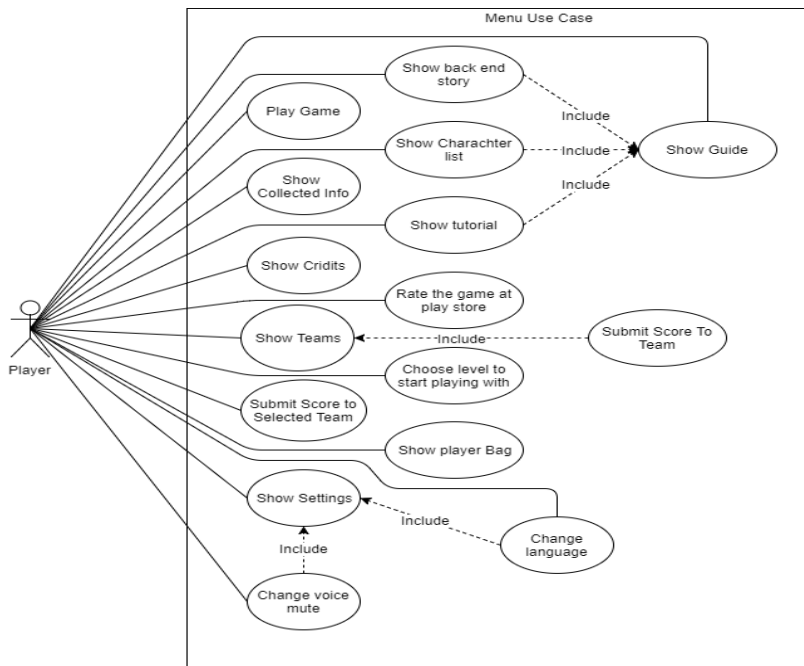 Menu Use Case
Show back end
story
Play Game
Include
Show Charachter
list
Include
Show Guide
Show
Collected Info
Include
Show tutorial
Show Cridits
Rate the game at
play store
Show Teams
Include
Submit Score To
Team
Player
Choose level to
start playing with
Submit Score to
Selected Team
Show player Bag
Show Settings
Include
Change
language
Include
Change voice
mute